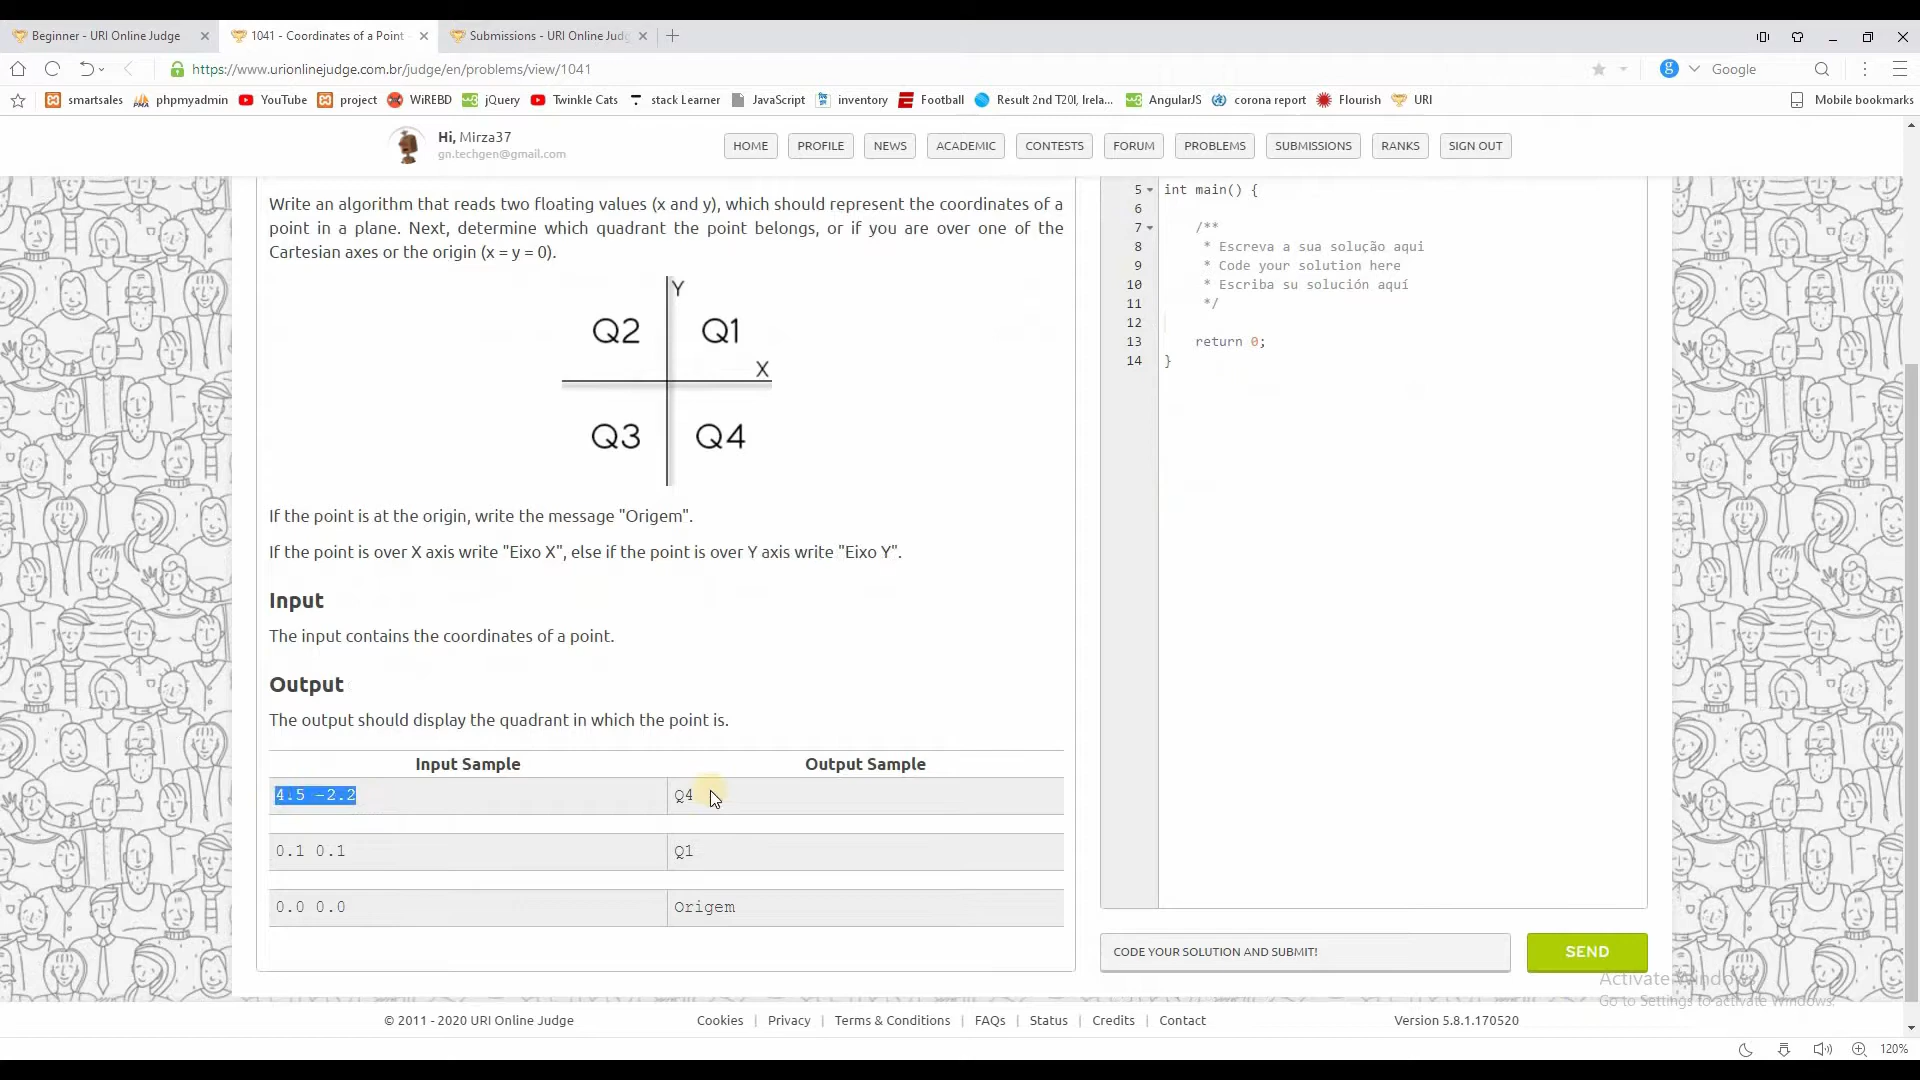 Beginner - URI Online Judge
1041 - Coordinates of a Point
Submissions - URI Online Judg
https://www.urionlinejudge.com.br/judge/en/problems/view/1041
Google
smartsales phpmyadmin YouTube project WiREBD jQuery Twinkle Cats stack Learner JavaScript inventory Football Result 2nd T20I, Irela... AngularJS corona report Flourish URI Mobile bookmarks
Hi, Mirza37
gn.techgen@gmail.com
HOME PROFILE NEWS ACADEMIC CONTESTS FORUM PROBLEMS SUBMISSIONS RANKS SIGN OUT
Write an algorithm that reads two floating values (x and y), which should represent the coordinates of a
point in a plane. Next, determine which quadrant the point belongs, or if you are over one of the
Cartesian axes or the origin (x = y = 0).
Y
Q2 Q1
X
Q3 Q4
If the point is at the origin, write the message "Origem".
If the point is over X axis write "Eixo X", else if the point is over Y axis write "Eixo Y".
Input
The input contains the coordinates of a point.
Output
The output should display the quadrant in which the point is.
Input Sample Output Sample
4.5 -2.2 Q4
0.1 0.1 Q1
0.0 0.0 Origem
5 int main() {
6
7 /**
8 * Escreva a sua solução aqui
9 * Code your solution here
10 * Escriba su solución aquí
11 */
12
13 return 0;
14 }
CODE YOUR SOLUTION AND SUBMIT!
SEND
Activate Windows
Go to Settings to activate Windows.
© 2011 - 2020 URI Online Judge
Cookies Privacy Terms & Conditions FAQs Status Credits Contact
Version 5.8.1.170520
120%